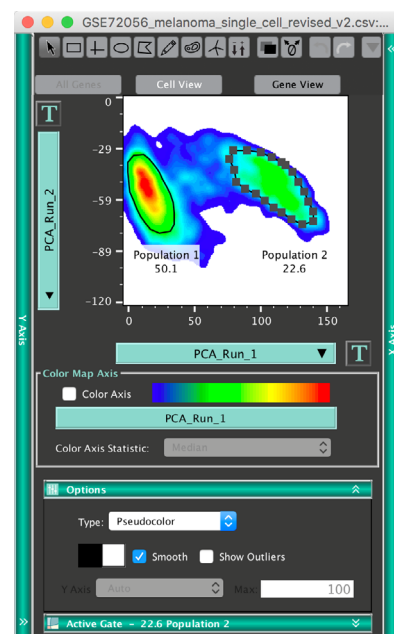 GSE72056_melanoma_single_cell_revised_v2.csv:...
All Genes
Cell View
Gene View
T
0
-29
-59
-89
-120
PCA_Run_2
Y Axis
X Axis
Population 1
50.1
Population 2
22.6
0
50
100
150
PCA_Run_1
T
Color Map Axis
Color Axis
PCA_Run_1
Color Axis Statistic:
Median
Options
Type:
Pseudocolor
Smooth
Show Outliers
Y Axis
Auto
Max:
100
Active Gate - 22.6 Population 2